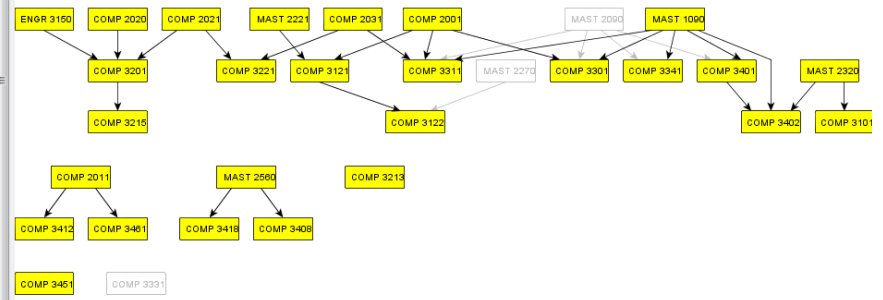 ENGR 3150 COMP 2020 COMP 2021 MAST 2221 COMP 2031 COMP 2001 MAST 2090 MAST 1090
COMP 3201 COMP 3221 COMP 3121 COMP 3311 MAST 2270 COMP 3301 COMP 3341 COMP 3401 MAST 2320
COMP 3215 COMP 3122 COMP 3402 COMP 3101
COMP 2011 MAST 2560 COMP 3213
COMP 3412 COMP 3461 COMP 3418 COMP 3408
COMP 3451 COMP 3331